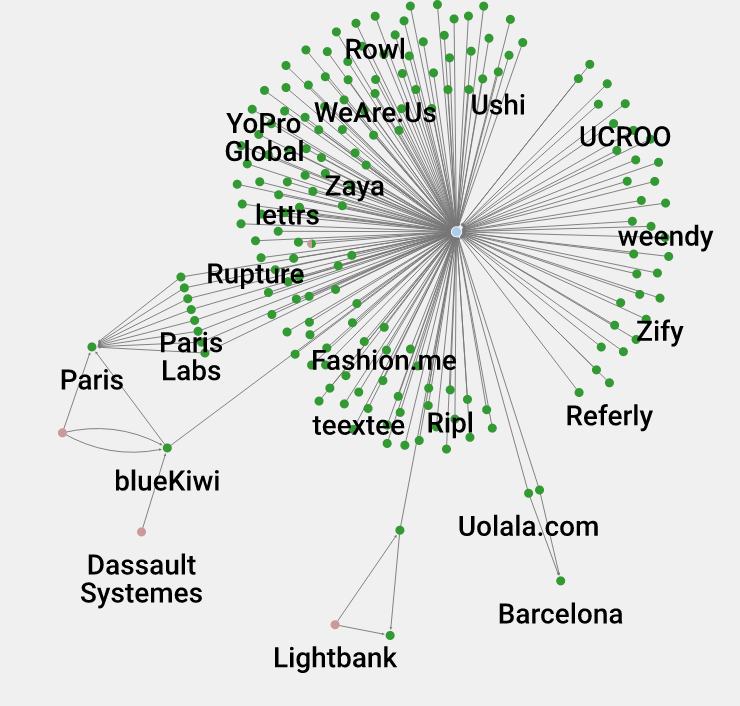 Rowl
Ushi
WeAre.Us
YoPro
Global
UCROO
Zaya
lettrs
weendy
Rupture
Zify
Paris
Labs
Fashion.me
Paris
Referly
teextee
Ripl
blueKiwi
Uolala.com
Dassault
Systemes
Barcelona
Lightbank